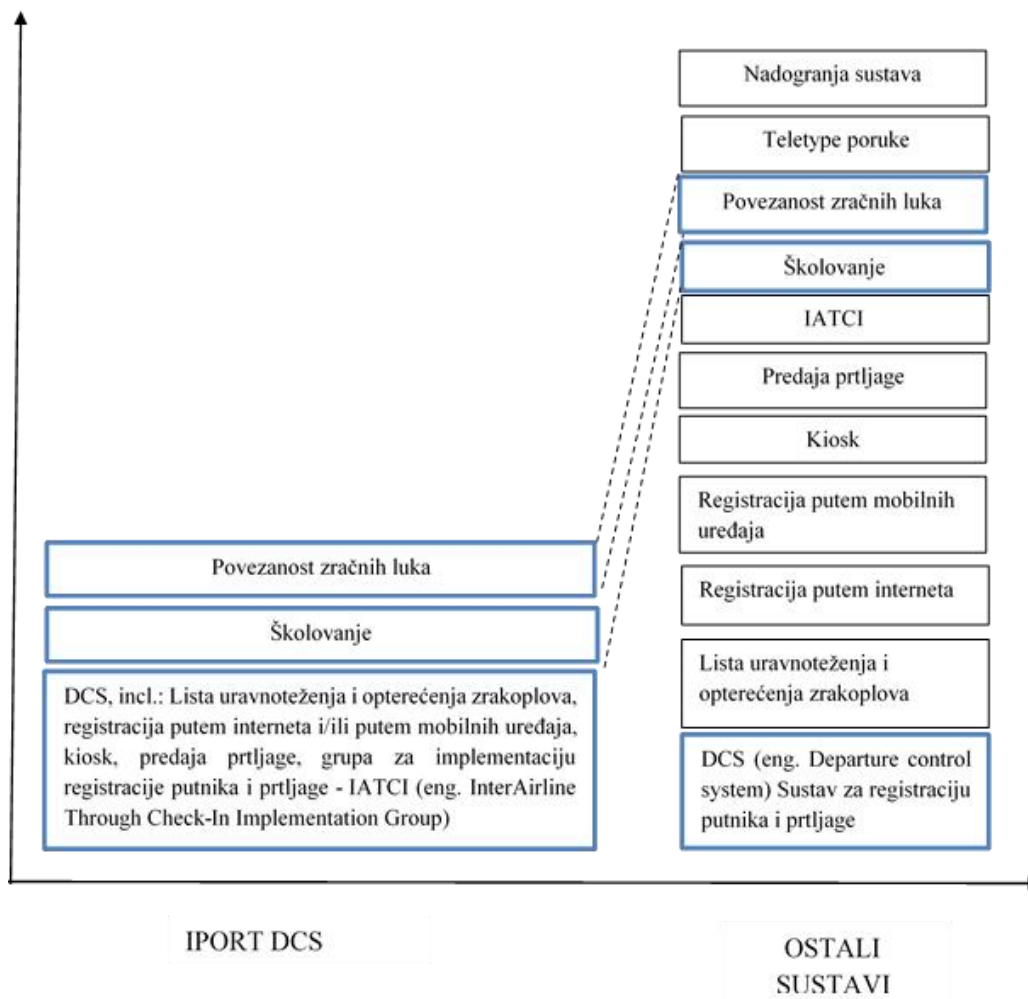 Nadogranja sustava
Teletype poruke
Povezanost zračnih luka
Školovanje
IATCI
Predaja prtljage
Kiosk
Registracija putem mobilnih
uređaja
Registracija putem interneta
Lista uravnoteženja i
opterećenja zrakoplova
DCS (eng. Departure control
system) Sustav za registraciju
putnika i prtljage
Povezanost zračnih luka
Školovanje
DCS, incl.: Lista uravnoteženja i opterećenja zrakoplova,
registracija putem interneta i/ili putem mobilnih uređaja,
kiosk, predaja prtljage, grupa za implementaciju
registracije putnika i prtljage - IATCI (eng. InterAirline
Through Check-In Implementation Group)
IPORT DCS
OSTALI
SUSTAVI